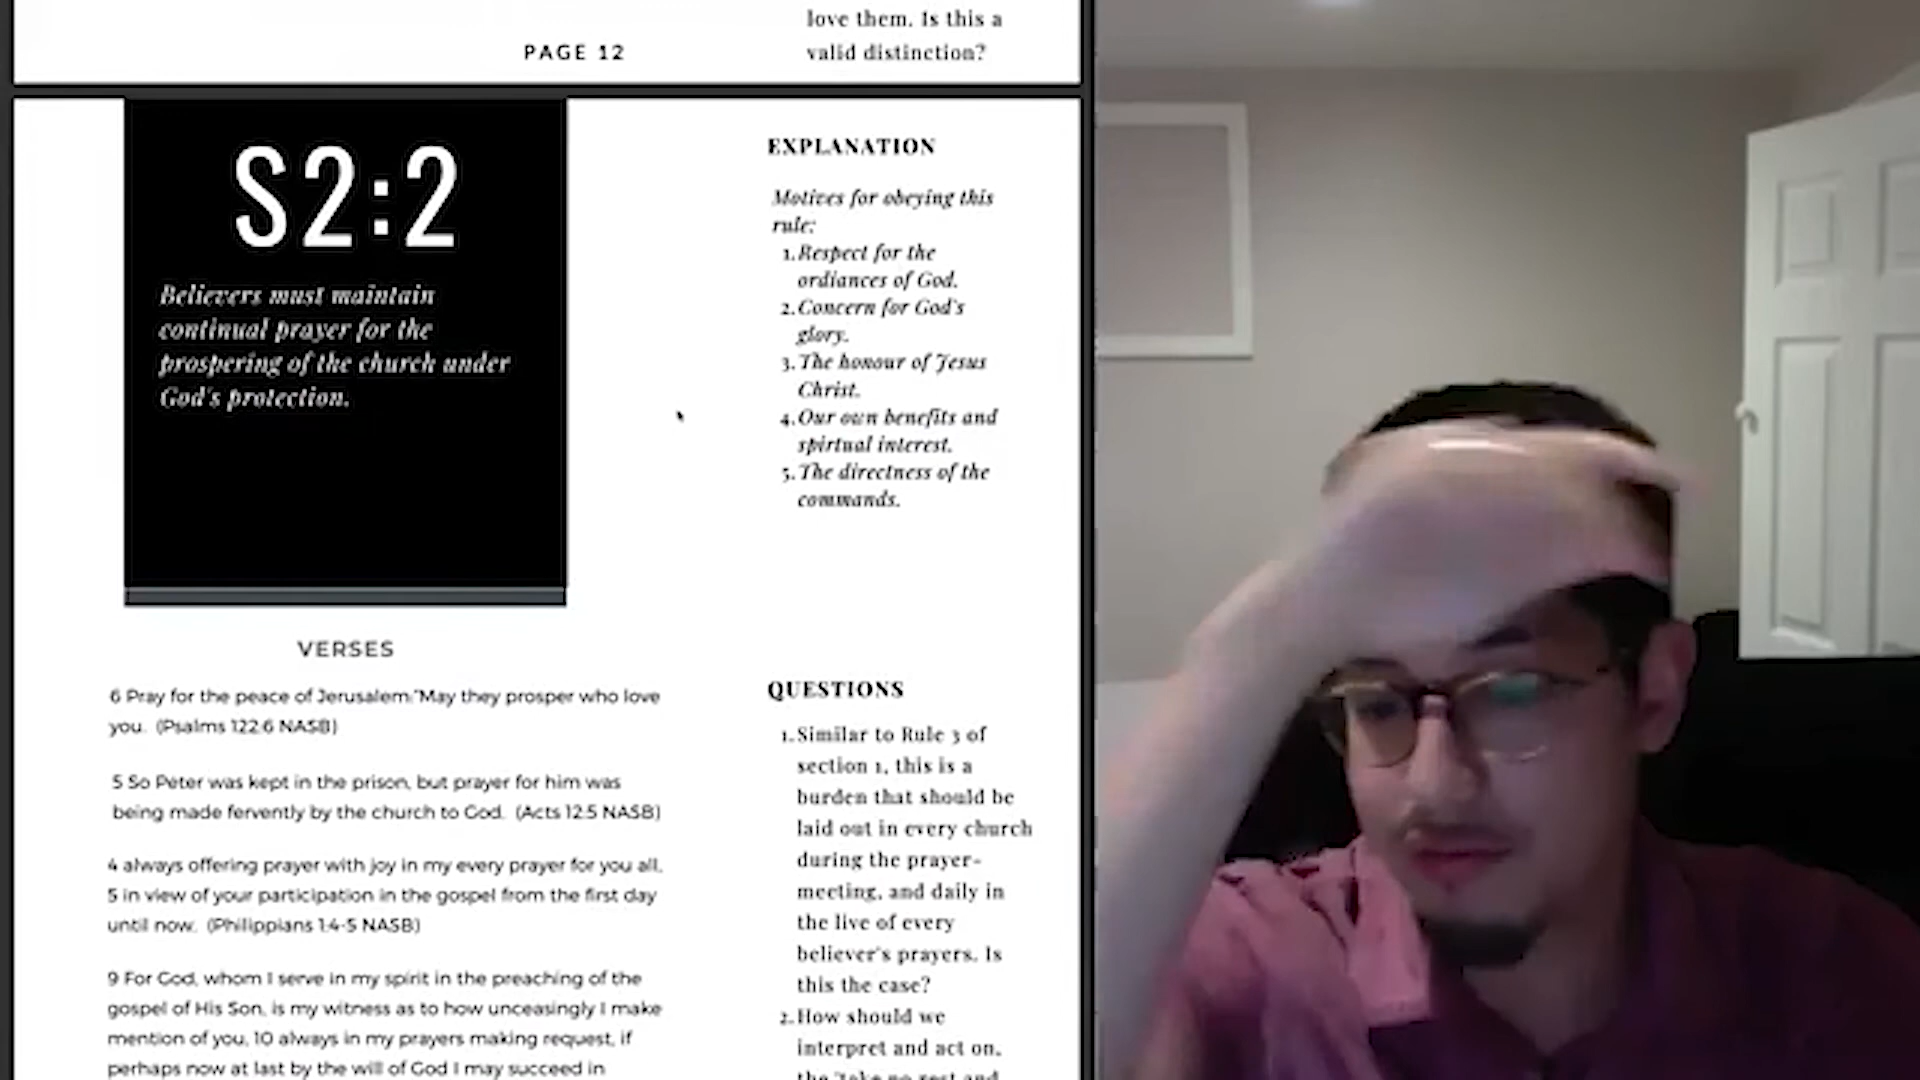 love them. Is this a
valid distinction?
PAGE 12
S2:2
Believers must maintain
continual prayer for the
prospering of the church under
God's protection.
VERSES
6 Pray for the peace of Jerusalem:"May they prosper who love
you. (Psalms 122:6 NASB)
5 So Peter was kept in the prison, but prayer for him was
being made fervently by the church to God. (Acts 12:5 NASB)
4 always offering prayer with joy in my every prayer for you all,
5 in view of your participation in the gospel from the first day
until now. (Philippians 1:4-5 NASB)
9 For God, whom I serve in my spirit in the preaching of the
gospel of His Son, is my witness as to how unceasingly I make
mention of you, 10 always in my prayers making request, if
perhaps now at last by the will of God I may succeed in
EXPLANATION
Motives for obeying this
rule:
1. Respect for the
ordiances of God.
2. Concern for God's
glory.
3. The honour of Jesus
Christ.
4. Our own benefits and
spirtual interest.
5. The directness of the
commands.
QUESTIONS
1. Similar to Rule 3 of
section 1, this is a
burden that should be
laid out in every church
during the prayer-
meeting, and daily in
the live of every
believer's prayers. Is
this the case?
2. How should we
interpret and act on,
the "take no rest and